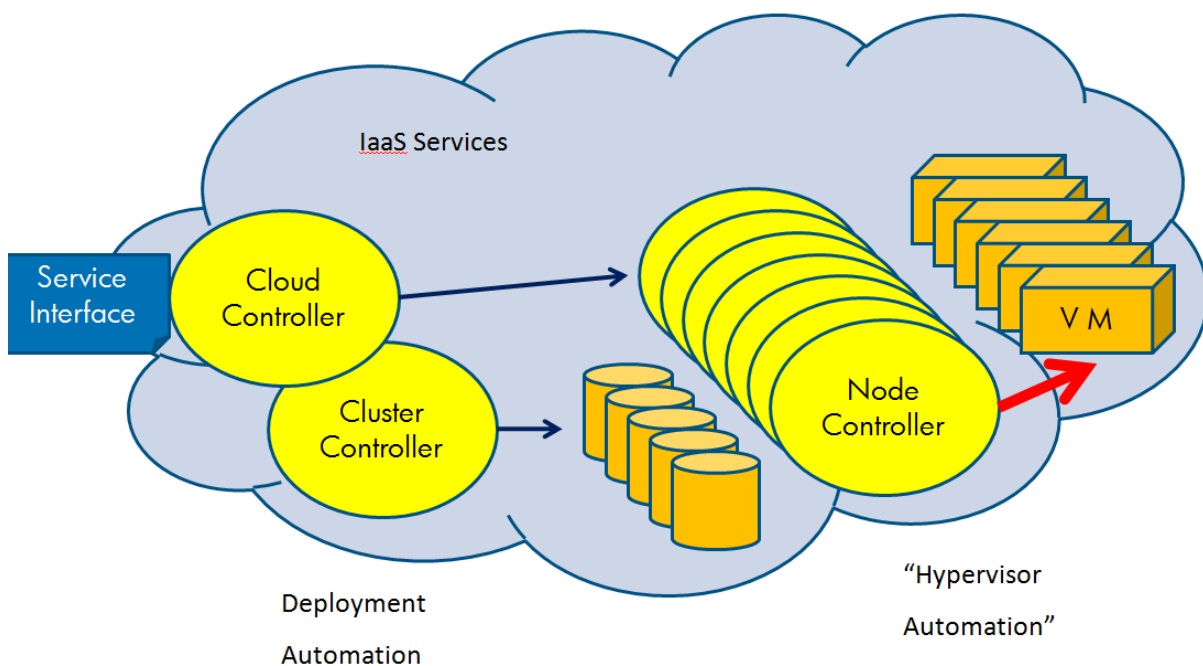 IaaS Services
Service
Interface
Cloud
Controller
Cluster
Controller
Node
Controller
V M
Deployment
Automation
“Hypervisor
Automation”